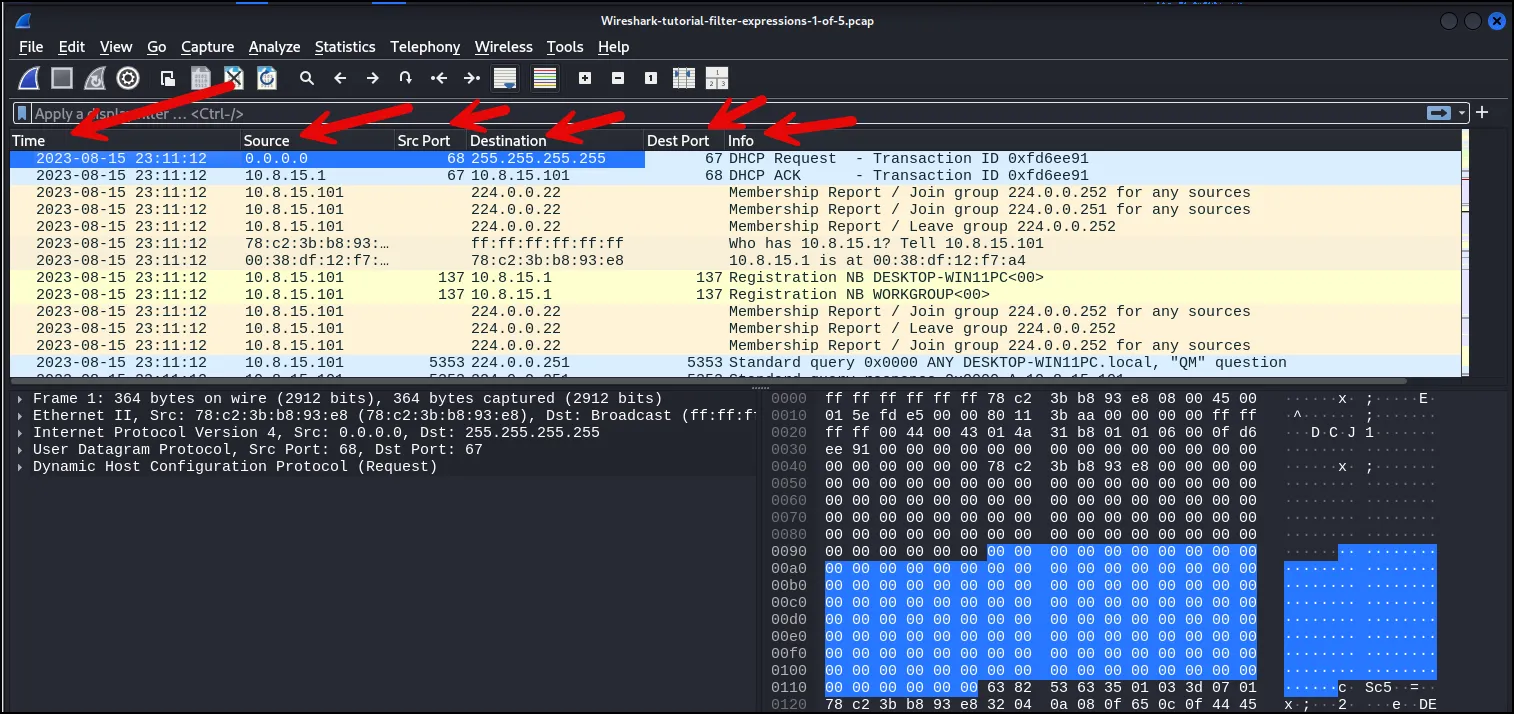 Wireshark-tutorial-filter-expressions-1-of-5.pcap
File Edit View Go Capture Analyze Statistics Telephony Wireless Tools Help
Apply a display filter … <Ctrl-/>
Time Source Src Port Destination Dest Port Info
2023-08-15 23:11:12 0.0.0.0 68 255.255.255.255 67 DHCP Request - Transaction ID 0xfd6ee91
2023-08-15 23:11:12 10.8.15.1 67 10.8.15.101 68 DHCP ACK - Transaction ID 0xfd6ee91
2023-08-15 23:11:12 10.8.15.101 224.0.0.22 Membership Report / Join group 224.0.0.252 for any sources
2023-08-15 23:11:12 10.8.15.101 224.0.0.22 Membership Report / Join group 224.0.0.251 for any sources
2023-08-15 23:11:12 10.8.15.101 224.0.0.22 Membership Report / Leave group 224.0.0.252
2023-08-15 23:11:12 78:c2:3b:b8:93:… ff:ff:ff:ff:ff:ff Who has 10.8.15.1? Tell 10.8.15.101
2023-08-15 23:11:12 00:38:df:12:f7:… 78:c2:3b:b8:93:e8 10.8.15.1 is at 00:38:df:12:f7:a4
2023-08-15 23:11:12 10.8.15.101 137 10.8.15.1 137 Registration NB DESKTOP-WIN11PC<00>
2023-08-15 23:11:12 10.8.15.101 137 10.8.15.1 137 Registration NB WORKGROUP<00>
2023-08-15 23:11:12 10.8.15.101 224.0.0.22 Membership Report / Join group 224.0.0.252 for any sources
2023-08-15 23:11:12 10.8.15.101 224.0.0.22 Membership Report / Leave group 224.0.0.252
2023-08-15 23:11:12 10.8.15.101 224.0.0.22 Membership Report / Join group 224.0.0.252 for any sources
2023-08-15 23:11:12 10.8.15.101 5353 224.0.0.251 5353 Standard query 0x0000 ANY DESKTOP-WIN11PC.local, "QM" question
Frame 1: 364 bytes on wire (2912 bits), 364 bytes captured (2912 bits)
Ethernet II, Src: 78:c2:3b:b8:93:e8 (78:c2:3b:b8:93:e8), Dst: Broadcast (ff:ff:ff
Internet Protocol Version 4, Src: 0.0.0.0, Dst: 255.255.255.255
User Datagram Protocol, Src Port: 68, Dst Port: 67
Dynamic Host Configuration Protocol (Request)
0000 ff ff ff ff ff ff 78 c2 3b b8 93 e8 08 00 45 00 ······x· ;·····E·
0010 01 5e fd e5 00 00 80 11 3b aa 00 00 00 00 ff ff ·^······ ;·······
0020 ff ff 00 44 00 43 01 4a 31 b8 01 01 06 00 0f d6 ···D·C·J 1·······
0030 ee 91 00 00 00 00 00 00 00 00 00 00 00 00 00 00 ········ ········
0040 00 00 00 00 00 00 78 c2 3b b8 93 e8 00 00 00 00 ······x· ;·······
0050 00 00 00 00 00 00 00 00 00 00 00 00 00 00 00 00 ········ ········
0060 00 00 00 00 00 00 00 00 00 00 00 00 00 00 00 00 ········ ········
0070 00 00 00 00 00 00 00 00 00 00 00 00 00 00 00 00 ········ ········
0080 00 00 00 00 00 00 00 00 00 00 00 00 00 00 00 00 ········ ········
0090 00 00 00 00 00 00 00 00 00 00 00 00 00 00 00 00 ········ ········
00a0 00 00 00 00 00 00 00 00 00 00 00 00 00 00 00 00 ········ ········
00b0 00 00 00 00 00 00 00 00 00 00 00 00 00 00 00 00 ········ ········
00c0 00 00 00 00 00 00 00 00 00 00 00 00 00 00 00 00 ········ ········
00d0 00 00 00 00 00 00 00 00 00 00 00 00 00 00 00 00 ········ ········
00e0 00 00 00 00 00 00 00 00 00 00 00 00 00 00 00 00 ········ ········
00f0 00 00 00 00 00 00 00 00 00 00 00 00 00 00 00 00 ········ ········
0100 00 00 00 00 00 00 00 00 00 00 00 00 00 00 00 00 ········ ········
0110 00 00 00 00 00 00 63 82 53 63 35 01 03 3d 07 01 ······c· Sc5··=··
0120 78 c2 3b b8 93 e8 32 04 0a 08 0f 65 0c 0f 44 45 x·;···2· ···e··DE